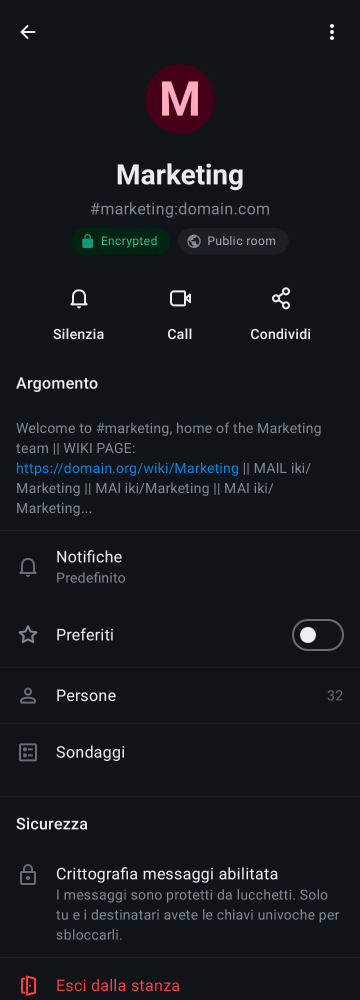 M
Marketing
#marketing:domain.com
Encrypted
Public room
Silenzia
Call
Condividi
Argomento
Welcome to #marketing, home of the Marketing
team || WIKI PAGE:
https://domain.org/wiki/Marketing || MAIL iki/
Marketing || MAI iki/Marketing || MAI iki/
Marketing...
Notifiche
Predefinito
Preferiti
Persone
32
Sondaggi
Sicurezza
Crittografia messaggi abilitata
I messaggi sono protetti da lucchetti. Solo
tu e i destinatari avete le chiavi univoche per
sbloccarli.
Esci dalla stanza